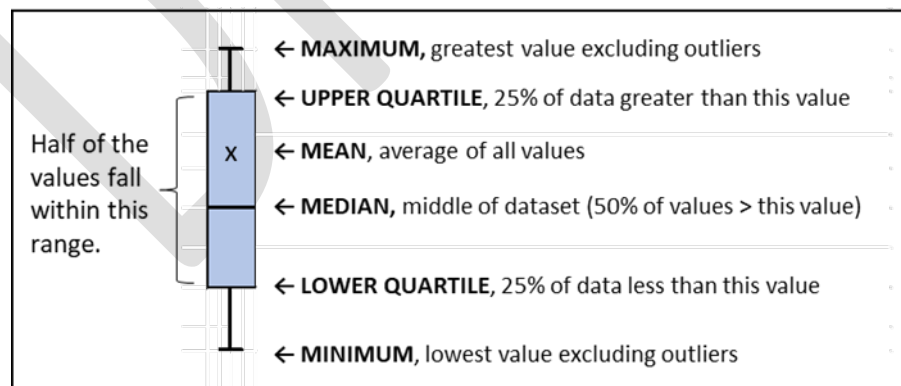 ← MAXIMUM, greatest value excluding outliers
← UPPER QUARTILE, 25% of data greater than this value
Half of the
values fall
within this
range.
X
← MEAN, average of all values
← MEDIAN, middle of dataset (50% of values > this value)
← LOWER QUARTILE, 25% of data less than this value
← MINIMUM, lowest value excluding outliers